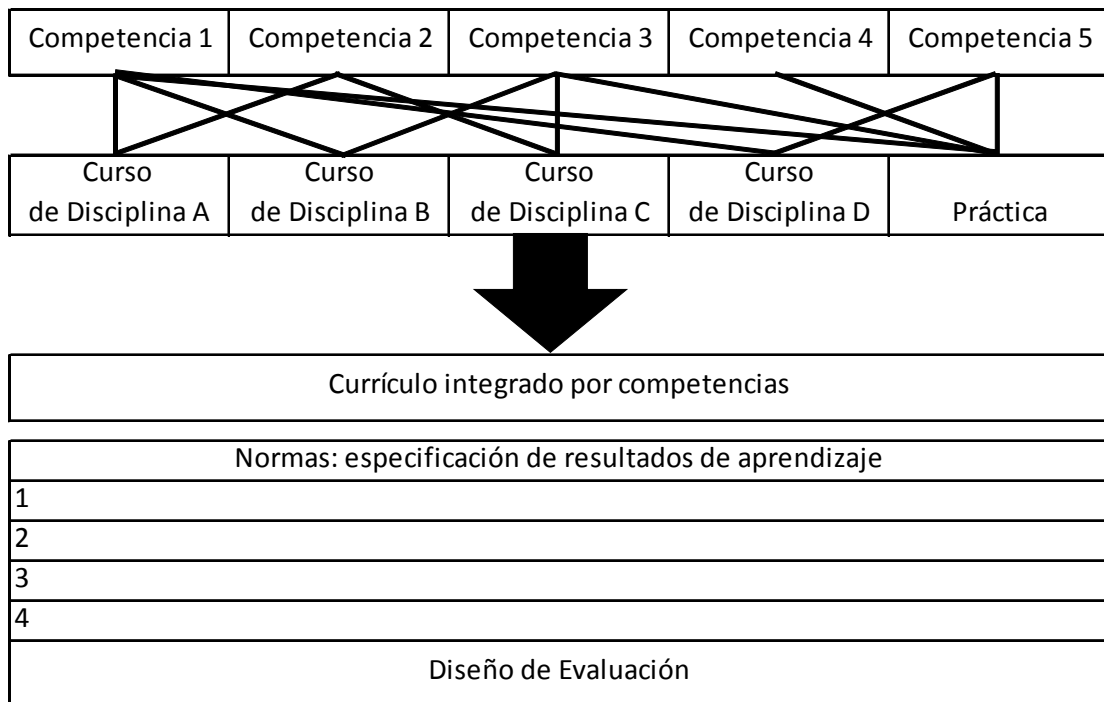 Competencia 1 Competencia 2 Competencia 3 Competencia 4 Competencia 5
Curso Curso Curso Curso
de Disciplina A de Disciplina B de Disciplina C de Disciplina D Práctica
Currículo integrado por competencias
Normas: especificación de resultados de aprendizaje
1
2
3
4
Diseño de Evaluación